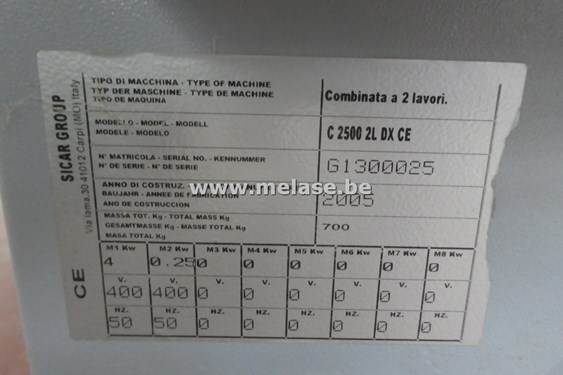 SICAR GROUP
Via lama.30 41012 Carpi (MO) Italy
CE
TIPO DI MACCHINA - TYPE OF MACHINE
TYP DER MASCHINE - TYPE DE MACHINE
TIPO DE MAQUINA
Combinata a 2 lavori.
MODELLO - MODEL - MODELL
MODELE - MODELO
C 2500 2L DX CE
N° MATRICOLA - SERIAL NO. - KENNUMMER
N° DE SERIE - N° DE SERIE
G1300025
ANNO DI COSTRUZ.
BAUJAHR - ANNEE DE FABRICATION
ANO DE CONSTRUCCION
2005
www.melase.be
MASSA TOT. Kg - TOTAL MASS Kg
GESAMTMASSE Kg - MASSE TOTAL Kg
MASA TOTAL Kg
700
M1 Kw M2 Kw M3 Kw M4 Kw M5 Kw M6 Kw M7 Kw M8 Kw
4 0.25 0 0 0 0 0 0
V. V. V. V. V. V. V. V.
400 400 0 0 0 0 0 0
HZ. HZ. HZ. HZ. HZ. HZ. HZ. HZ.
50 50 0 0 0 0 0 0